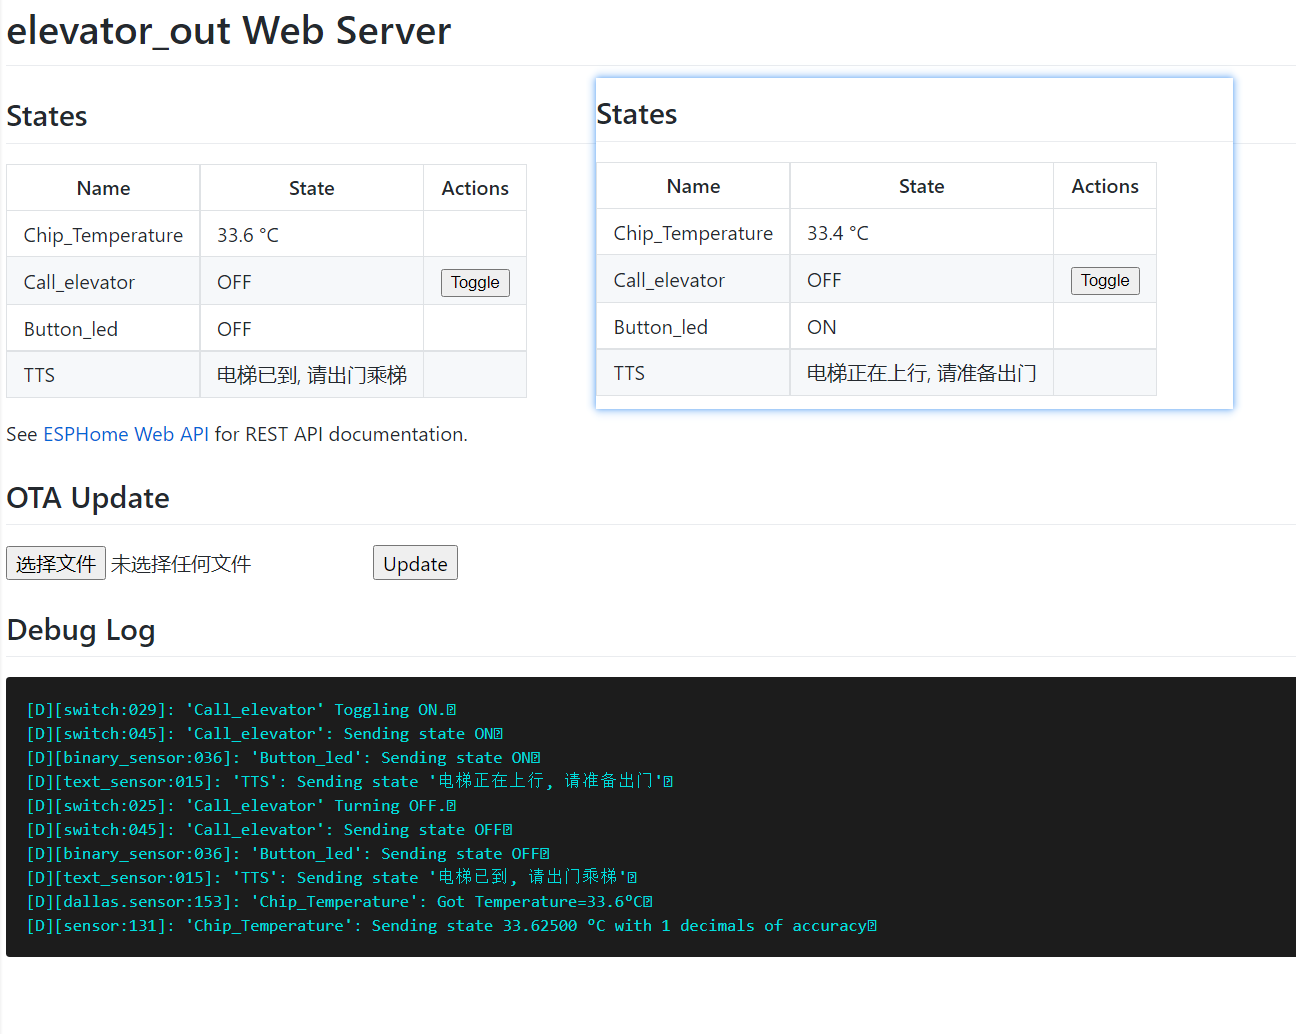 elevator_out Web Server
States
Name State Actions
Chip_Temperature 33.6 °C
Call_elevator OFF Toggle
Button_led OFF
TTS 电梯已到, 请出门乘梯
States
Name State Actions
Chip_Temperature 33.4 °C
Call_elevator OFF Toggle
Button_led ON
TTS 电梯正在上行, 请准备出门
See ESPHome Web API for REST API documentation.
OTA Update
选择文件 未选择任何文件 Update
Debug Log
[D][switch:029]: 'Call_elevator' Toggling ON.
[D][switch:045]: 'Call_elevator': Sending state ON
[D][binary_sensor:036]: 'Button_led': Sending state ON
[D][text_sensor:015]: 'TTS': Sending state '电梯正在上行, 请准备出门'
[D][switch:025]: 'Call_elevator' Turning OFF.
[D][switch:045]: 'Call_elevator': Sending state OFF
[D][binary_sensor:036]: 'Button_led': Sending state OFF
[D][text_sensor:015]: 'TTS': Sending state '电梯已到, 请出门乘梯'
[D][dallas.sensor:153]: 'Chip_Temperature': Got Temperature=33.6°C
[D][sensor:131]: 'Chip_Temperature': Sending state 33.62500 °C with 1 decimals of accuracy